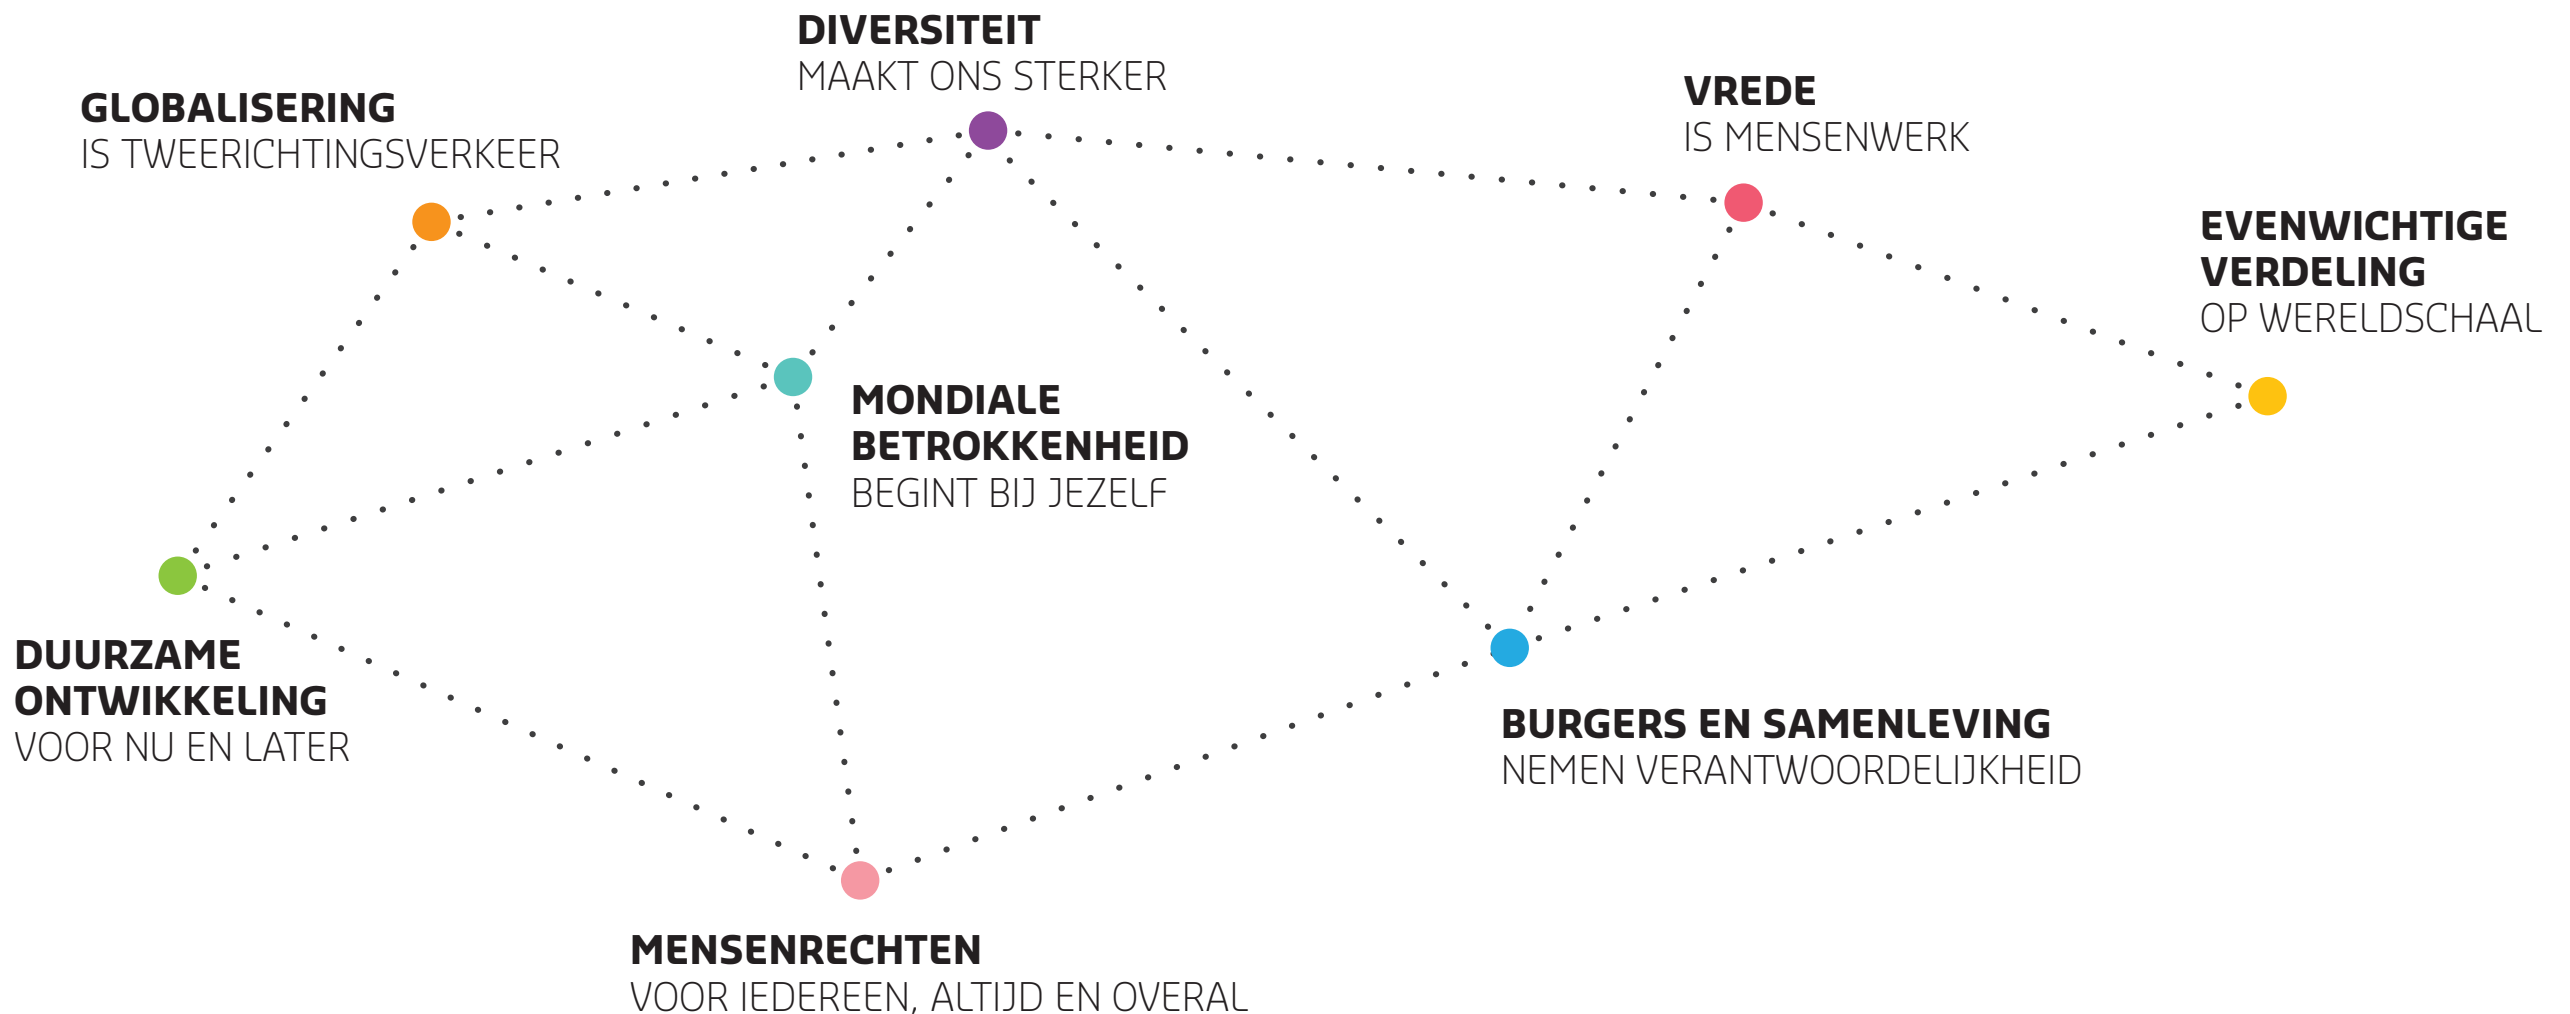 DIVERSITEIT
MAAKT ONS STERKER
GLOBALISERING
IS TWEERICHTINGSVERKEER
VREDE
IS MENSENWERK
EVENWICHTIGE
VERDELING
OP WERELDSCHAAL
MONDIALE
BETROKKENHEID
BEGINT BIJ JEZELF
DUURZAME
ONTWIKKELING
VOOR NU EN LATER
BURGERS EN SAMENLEVING
NEMEN VERANTWOORDELIJKHEID
MENSENRECHTEN
VOOR IEDEREEN, ALTIJD EN OVERAL